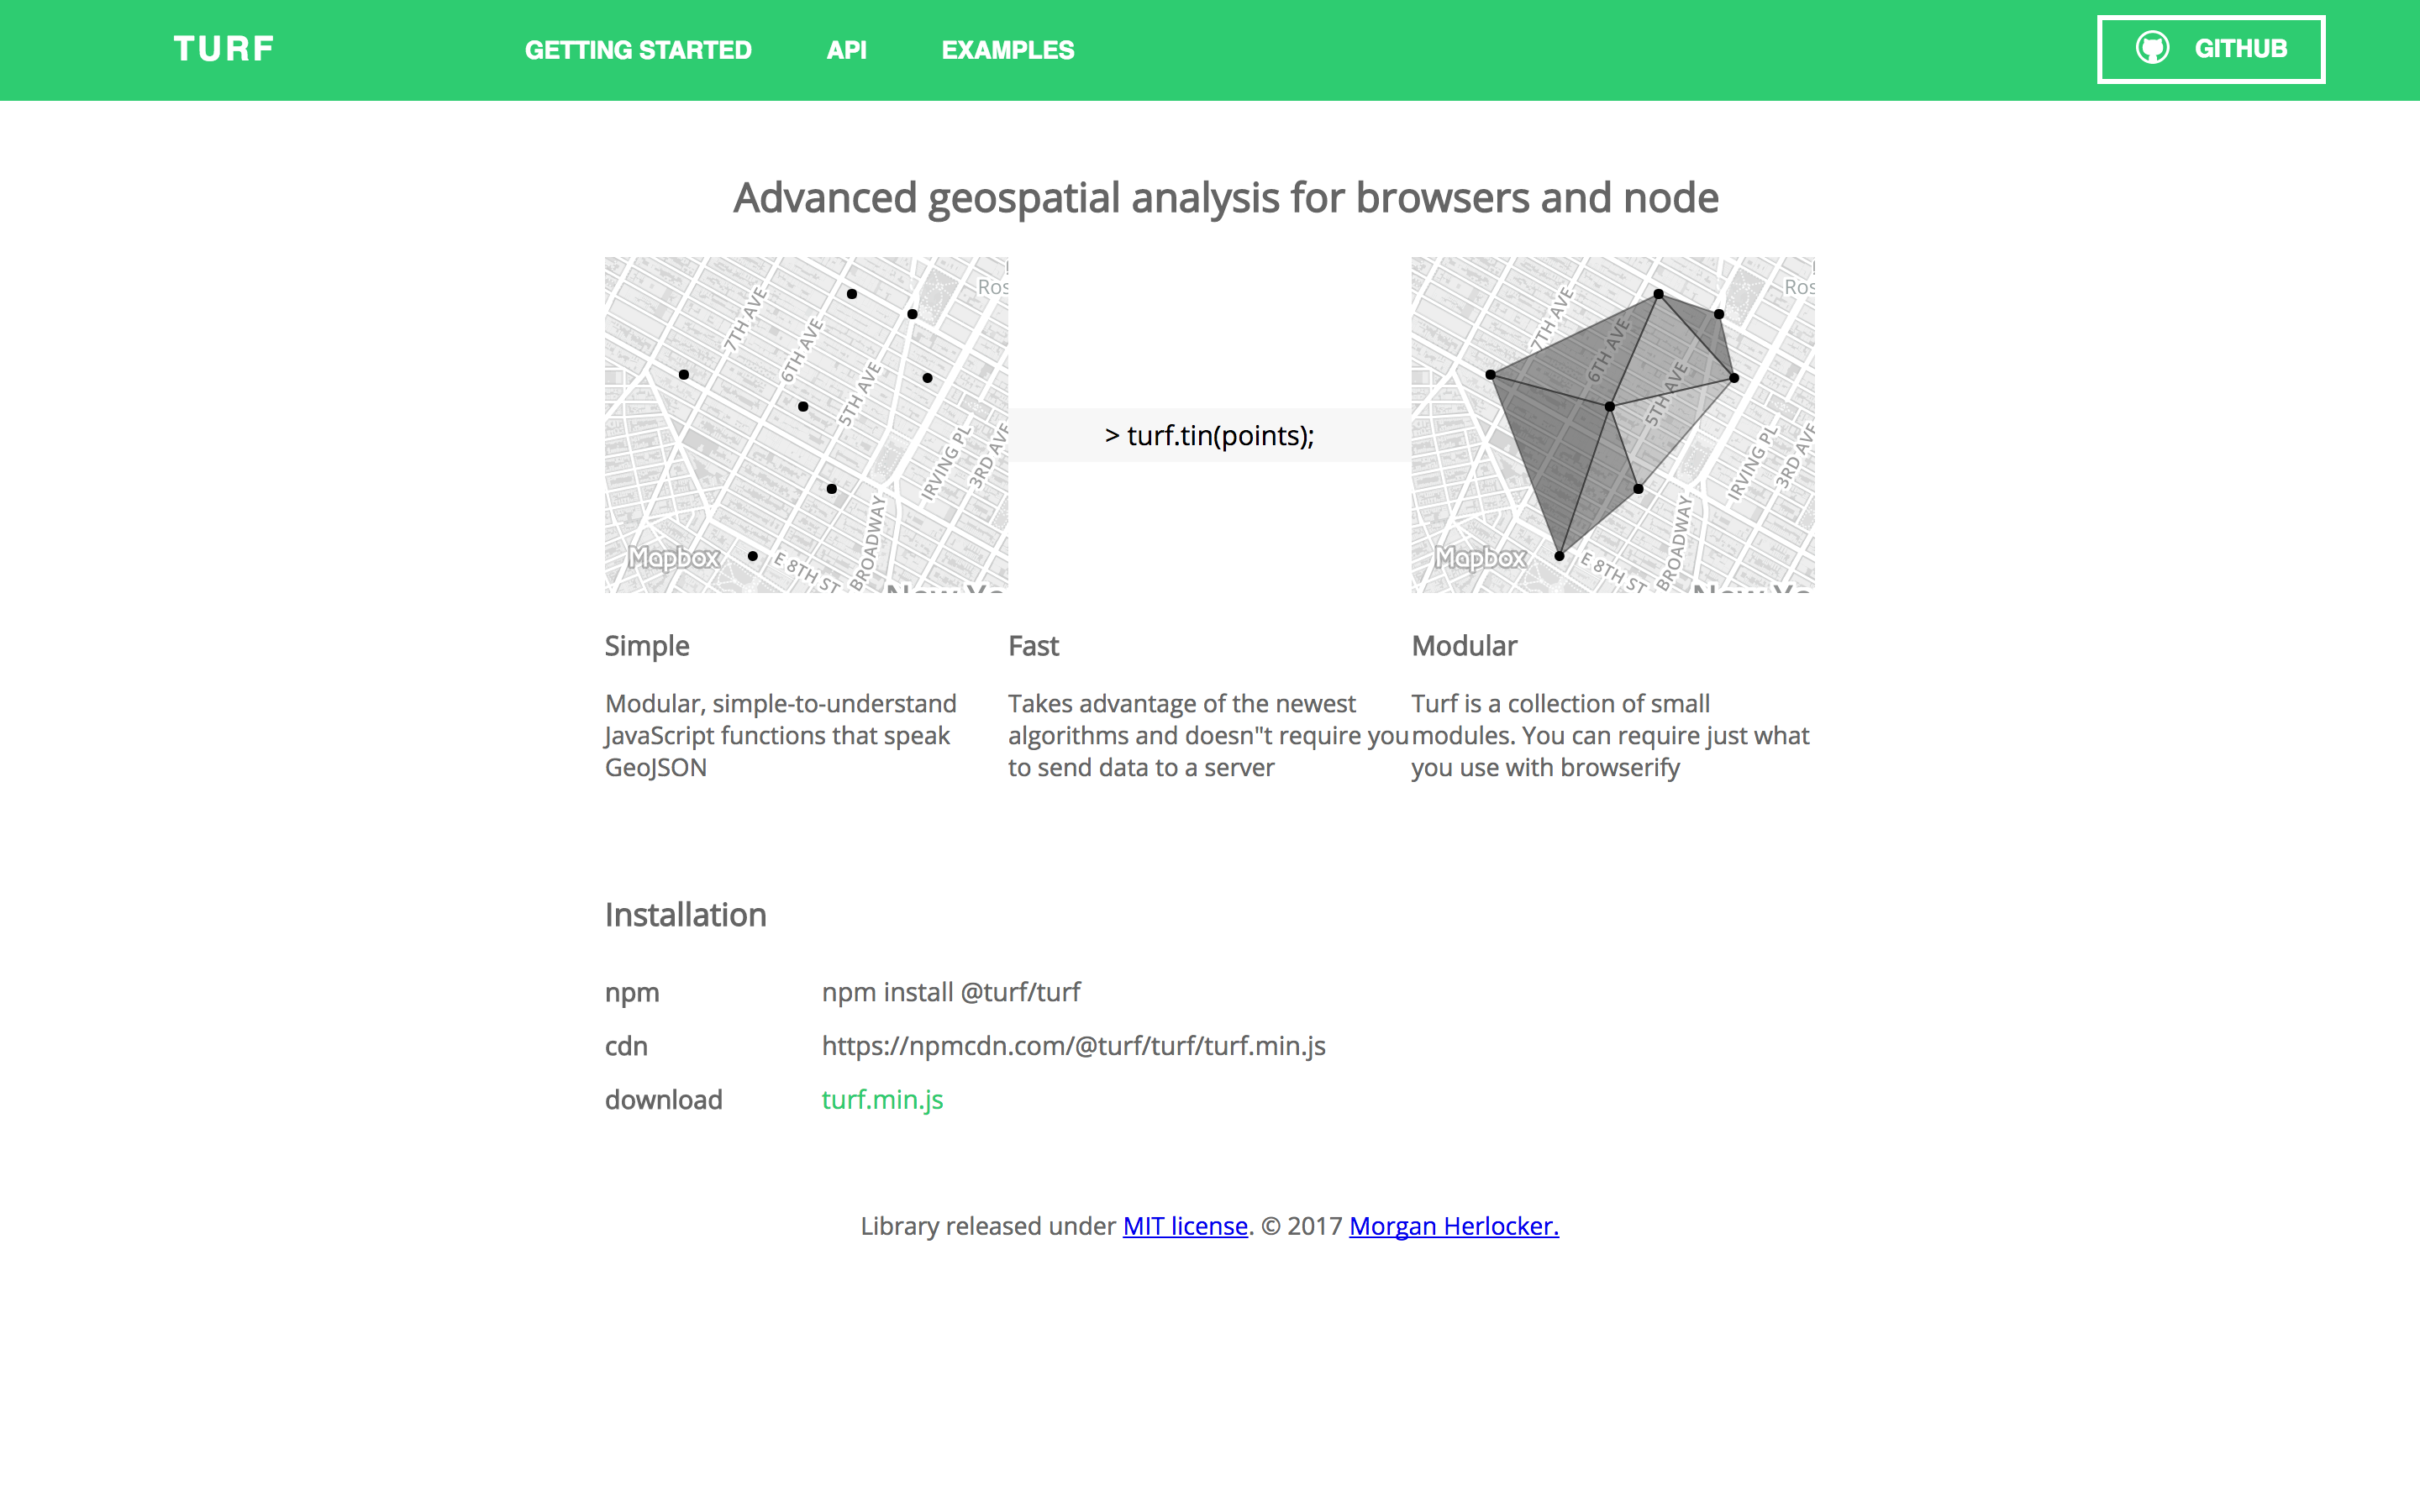 TURF
GETTING STARTED
API
EXAMPLES
GITHUB
Advanced geospatial analysis for browsers and node
7TH AVE
6TH AVE
5TH AVE
IRVING PL
3RD AVE
BROADWAY
E 8TH ST
Mapbox
> turf.tin(points);
7TH AVE
6TH AVE
5TH AVE
IRVING PL
3RD AVE
BROADWAY
E 8TH ST
Mapbox
Simple
Modular, simple-to-understand
JavaScript functions that speak
GeoJSON
Fast
Takes advantage of the newest
algorithms and doesn"t require you
to send data to a server
Modular
Turf is a collection of small
modules. You can require just what
you use with browserify
Installation
npm
npm install @turf/turf
cdn
https://npmcdn.com/@turf/turf/turf.min.js
download
turf.min.js
Library released under MIT license. © 2017 Morgan Herlocker.